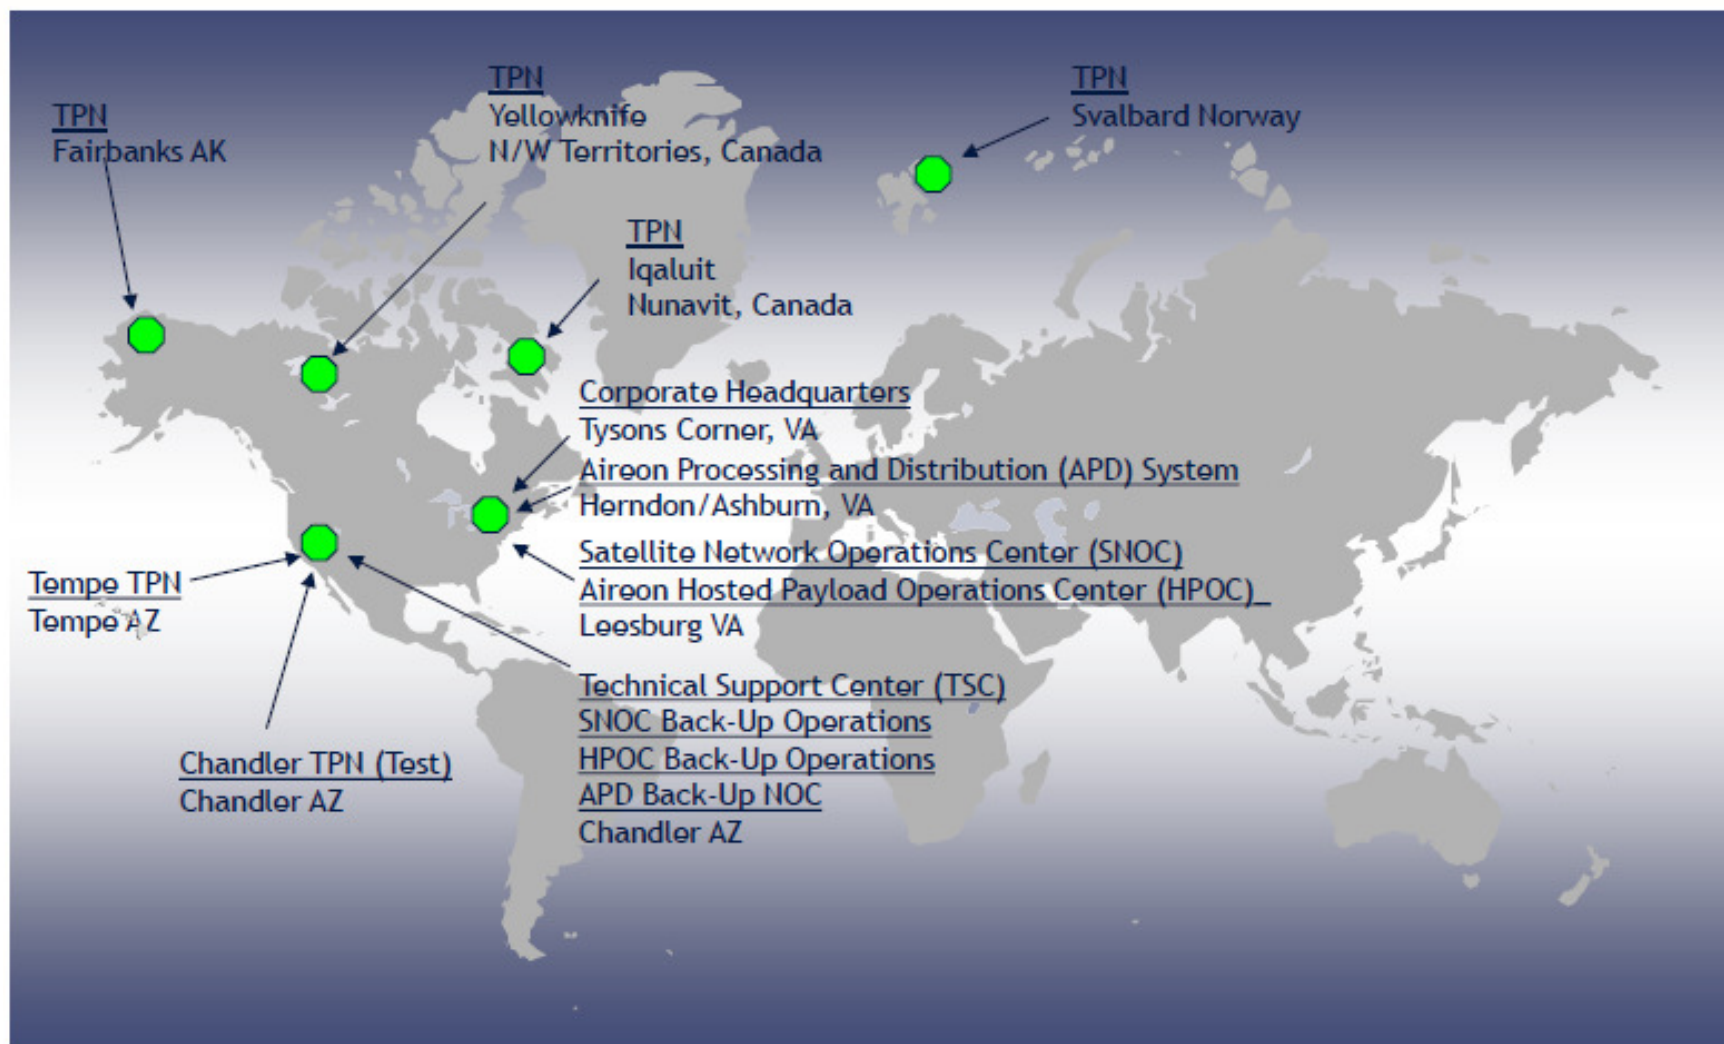 TPN
Fairbanks AK
TPN
Yellowknife
N/W Territories, Canada
TPN
Svalbard Norway
TPN
Iqaluit
Nunavit, Canada
Corporate Headquarters
Tysons Corner, VA
Aireon Processing and Distribution (APD) System
Herndon/Ashburn, VA
Satellite Network Operations Center (SNOC)
Aireon Hosted Payload Operations Center (HPOC)_
Leesburg VA
Tempe TPN
Tempe AZ
Chandler TPN (Test)
Chandler AZ
Technical Support Center (TSC)
SNOC Back-Up Operations
HPOC Back-Up Operations
APD Back-Up NOC
Chandler AZ